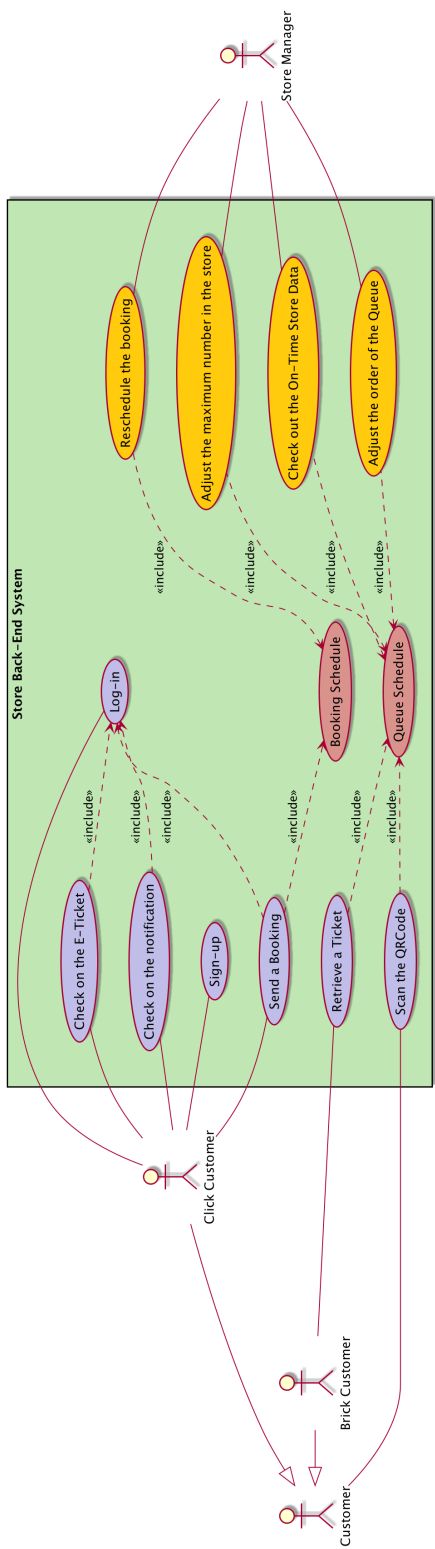 Store Back-End System
Store Manager
Reschedule the booking
Adjust the maximum number in the store
Check out the On-Time Store Data
Adjust the order of the Queue
«include»
«include»
«include»
«include»
Log-in
Booking Schedule
Queue Schedule
«include»
«include»
«include»
«include»
«include»
«include»
Check on the E-Ticket
Check on the notification
Sign-up
Send a Booking
Retrieve a Ticket
Scan the QRCode
Click Customer
Brick Customer
Customer